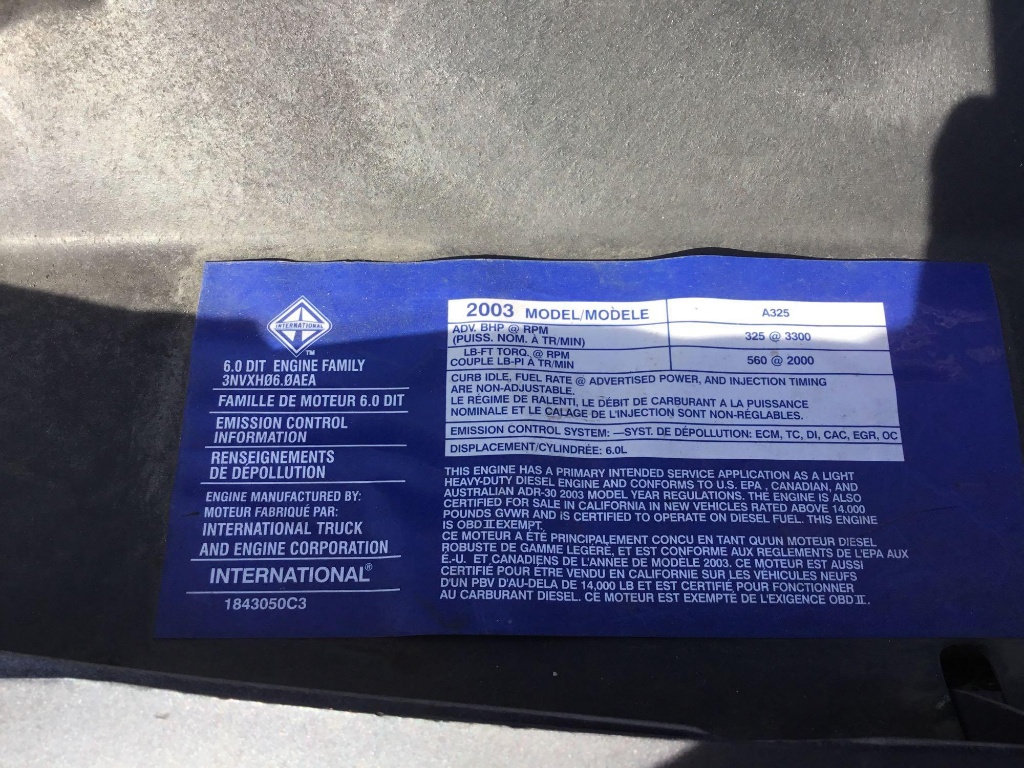 INTERNATIONAL
™
6.0 DIT ENGINE FAMILY
3NVXH06.0AEA
FAMILLE DE MOTEUR 6.0 DIT
EMISSION CONTROL
INFORMATION
RENSEIGNEMENTS
DE DÉPOLLUTION
ENGINE MANUFACTURED BY:
MOTEUR FABRIQUÉ PAR:
INTERNATIONAL TRUCK
AND ENGINE CORPORATION
INTERNATIONAL®
1843050C3
2003 MODEL/MODÈLE A325
ADV. BHP @ RPM
(PUISS. NOM. À TR/MIN) 325 @ 3300
LB-FT TORQ. @ RPM
COUPLE LB-PI À TR/MIN 560 @ 2000
CURB IDLE, FUEL RATE @ ADVERTISED POWER, AND INJECTION TIMING
ARE NON-ADJUSTABLE.
LE RÉGIME DE RALENTI, LE DÉBIT DE CARBURANT A LA PUISSANCE
NOMINALE ET LE CALAGE DE L'INJECTION SONT NON-RÉGLABLES.
EMISSION CONTROL SYSTEM: —SYST. DE DÉPOLLUTION: ECM, TC, DI, CAC, EGR, OC
DISPLACEMENT/CYLINDRÉE: 6.0L
THIS ENGINE HAS A PRIMARY INTENDED SERVICE APPLICATION AS A LIGHT
HEAVY-DUTY DIESEL ENGINE AND CONFORMS TO U.S. EPA , CANADIAN, AND
AUSTRALIAN ADR-30 2003 MODEL YEAR REGULATIONS. THE ENGINE IS ALSO
CERTIFIED FOR SALE IN CALIFORNIA IN NEW VEHICLES RATED ABOVE 14.000
POUNDS GVWR AND IS CERTIFIED TO OPERATE ON DIESEL FUEL. THIS ENGINE
IS OBD II EXEMPT.
CE MOTEUR A ÉTÉ PRINCIPALEMENT CONCU EN TANT QU'UN MOTEUR DIESEL
ROBUSTE DE GAMME LEGÈRE, ET EST CONFORME AUX REGLEMENTS DE L'EPA AUX
É.-U. ET CANADIENS DE L'ANNEE DE MODÈLE 2003. CE MOTEUR EST AUSSI
CERTIFIÉ POUR ÊTRE VENDU EN CALIFORNIE SUR LES VÉHICULES NEUFS
D'UN PBV D'AU-DELA DE 14.000 LB ET EST CERTIFIÉ POUR FONCTIONNER
AU CARBURANT DIESEL. CE MOTEUR EST EXEMPTÉ DE L'EXIGENCE OBD II.